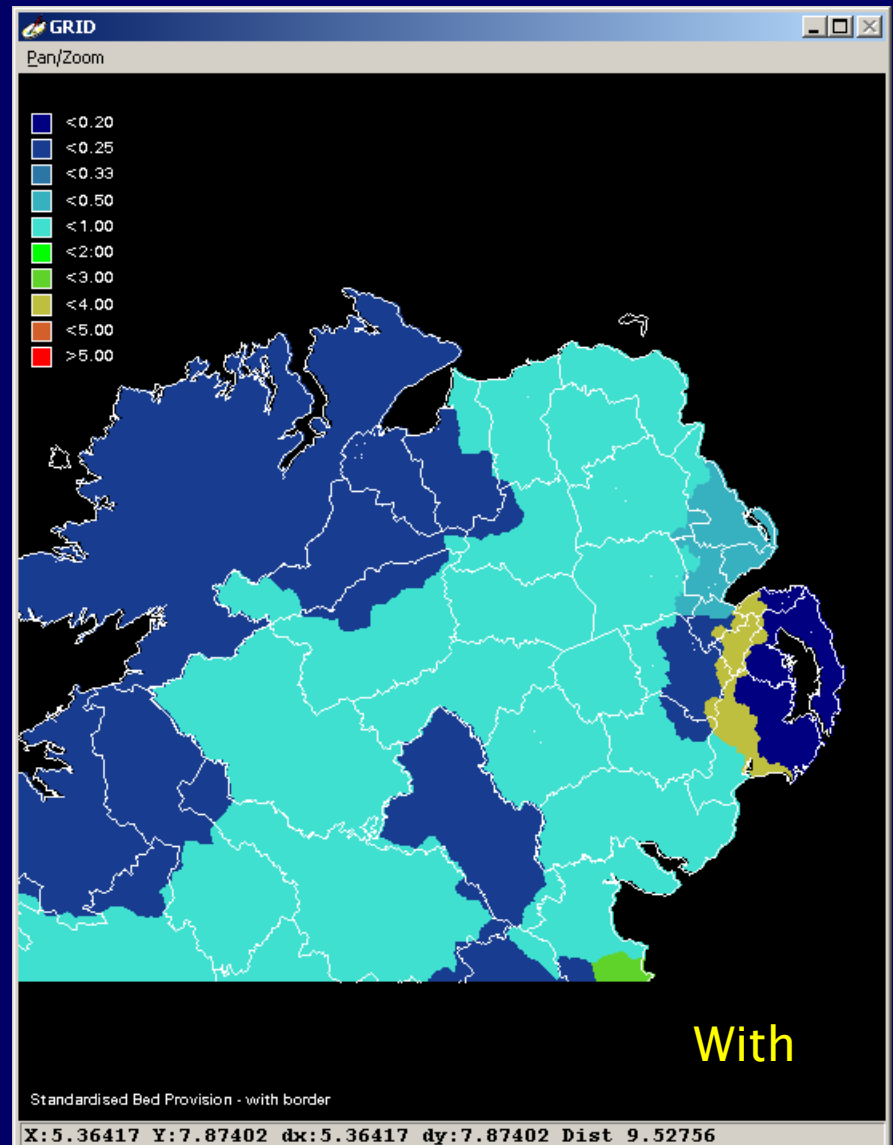 GRID
Pan/Zoom
<0.20
<0.25
<0.33
<0.50
<1.00
<2:00
<3.00
<4.00
<5.00
>5.00
With
Standardised Bed Provision - with border
X:5.36417 Y:7.87402 dx:5.36417 dy:7.87402 Dist 9.52756